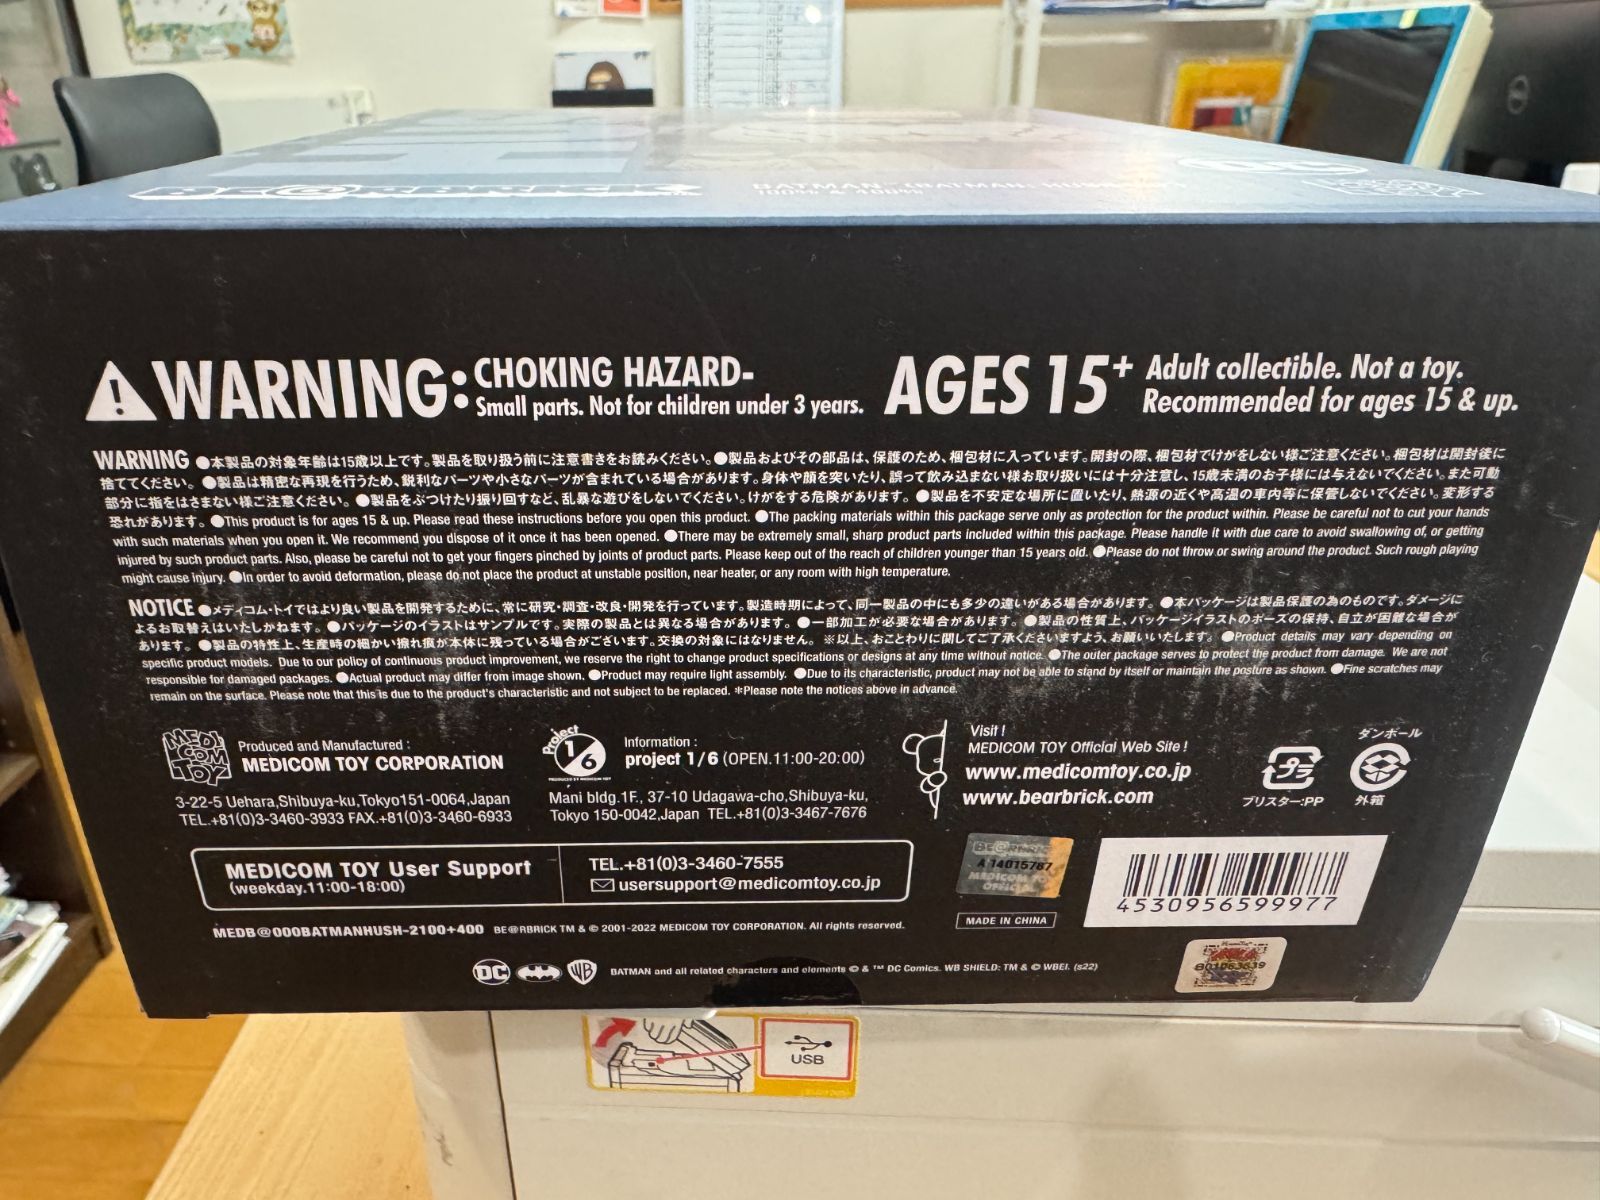 BE@RBRICK
BATMAN (BATMAN: HUSH
100% & 400%
WARNING: CHOKING HAZARD-
Small parts. Not for children under 3 years.
AGES 15+ Adult collectible. Not a toy.
Recommended for ages 15 & up.
WARNING ●本製品の対象年齢は15歳以上です。製品を取り扱う前に注意書きをお読みください。●製品およびその部品は、保護のため、梱包材に入っています。開封の際、梱包材でけがをしない様ご注意ください。梱包材は開封後に
捨ててください。●製品は精密な再現を行うため、鋭利なパーツや小さなパーツが含まれている場合があります。身体や顔を突いたり、誤って飲み込まない様お取り扱いには十分注意し、15歳未満のお子様には与えないでください。また可動
部分に指をはさまない様ご注意ください。●製品をぶつけたり振り回すなど、乱暴な遊びをしないでください。けがをする危険があります。●製品を不安定な場所に置いたり、熱源の近くや高温の車内等に保管しないでください。変形する
恐れがあります。●This product is for ages 15 & up. Please read these instructions before you open this product. ●The packing materials within this package serve only as protection for the product within. Please be careful not to cut your hands
with such materials when you open it. We recommend you dispose of it once it has been opened. ●There may be extremely small, sharp product parts included within this package. Please handle it with due care to avoid swallowing of, or getting
injured by such product parts. Also, please be careful not to get your fingers pinched by joints of product parts. Please keep out of the reach of children younger than 15 years old. ●Please do not throw or swing around the product. Such rough playing
might cause injury. ●In order to avoid deformation, please do not place the product at unstable position, near heater, or any room with high temperature.
NOTICE ●メディコム・トイではより良い製品を開発するために、常に研究・調査・改良・開発を行っています。製造時期によって、同一製品の中にも多少の違いがある場合があります。●本パッケージは製品保護の為のものです。ダメージに
よるお取替えはいたしかねます。●パッケージのイラストはサンプルです。実際の製品とは異なる場合があります。●一部加工が必要な場合があります。●製品の性質上、パッケージイラストのポーズの保持、自立が困難な場合が
あります。●製品の特性上、生産時の細かい擦れ痕が本体に残っている場合がございます。交換の対象にはなりません。※以上、おことわりに関してご了承くださいますよう、お願いいたします。●Product details may vary depending on
specific product models. Due to our policy of continuous product improvement, we reserve the right to change product specifications or designs at any time without notice. ●The outer package serves to protect the product from damage. We are not
responsible for damaged packages. ●Actual product may differ from image shown. ●Product may require light assembly. ●Due to its characteristic, product may not be able to stand by itself or maintain the posture as shown. ●Fine scratches may
remain on the surface. Please note that this is due to the product's characteristic and not subject to be replaced. ＊Please note the notices above in advance.
MEDICOM TOY
Produced and Manufactured :
MEDICOM TOY CORPORATION
3-22-5 Uehara,Shibuya-ku,Tokyo151-0064,Japan
TEL.+81(0)3-3460-3933 FAX.+81(0)3-3460-6933
Project 1/6
Information :
project 1/6 (OPEN.11:00-20:00)
Mani bldg.1F., 37-10 Udagawa-cho,Shibuya-ku,
Tokyo 150-0042,Japan TEL.+81(0)3-3467-7676
Visit !
MEDICOM TOY Official Web Site !
www.medicomtoy.co.jp
www.bearbrick.com
プラ
ブリスター:PP
ダンボール
外箱
MEDICOM TOY User Support
(weekday.11:00-18:00)
TEL.+81(0)3-3460-7555
usersupport@medicomtoy.co.jp
BE@RBRICK
A 14015787
MEDICOM TOY
OFFICIAL
MADE IN CHINA
4530956599977
MEDB@000BATMANHUSH-2100+400 BE@RBRICK TM & © 2001-2022 MEDICOM TOY CORPORATION. All rights reserved.
DC
WB
BATMAN and all related characters and elements © & ™ DC Comics. WB SHIELD: TM & © WBEI. (s22)
B01063639
USB